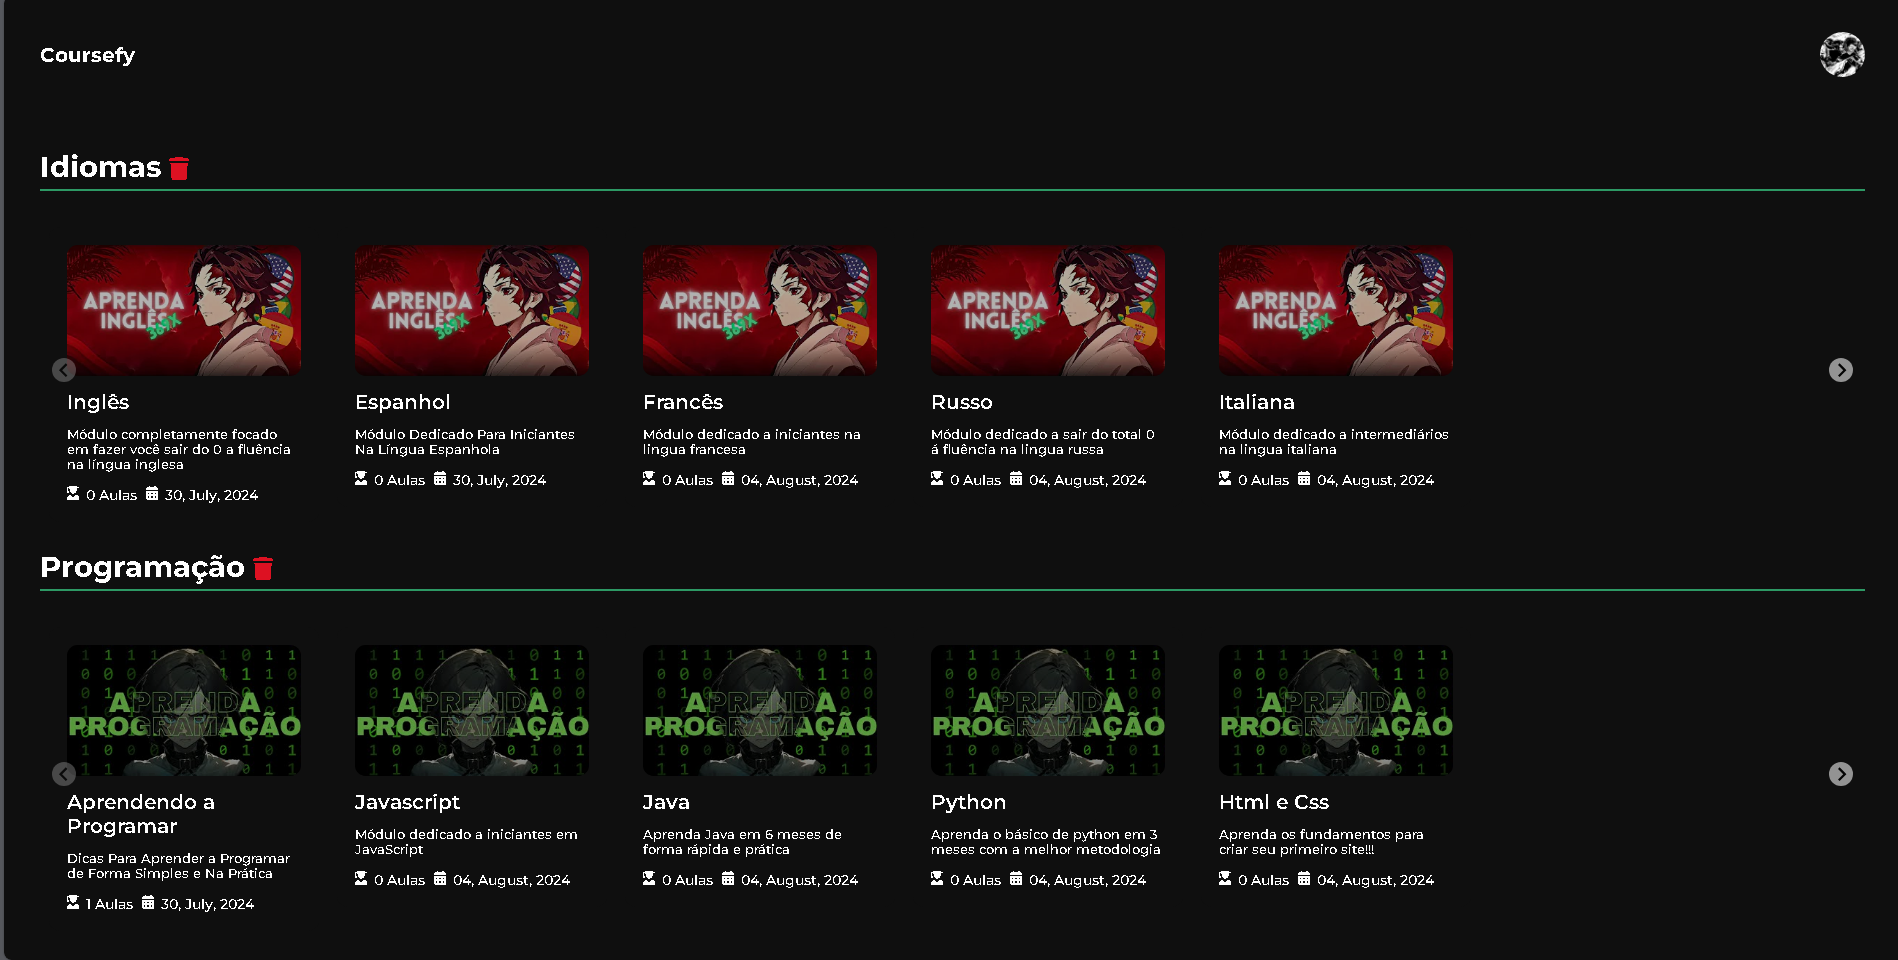 Coursefy
Idiomas
APRENDA
INGLÊS
369X
APRENDA
INGLÊS
369X
APRENDA
INGLÊS
369X
APRENDA
INGLÊS
369X
APRENDA
INGLÊS
369X
Inglês
Módulo completamente focado
em fazer você sair do 0 a fluência
na língua inglesa
0 Aulas 30, July, 2024
Espanhol
Módulo Dedicado Para Iniciantes
Na Língua Espanhola
0 Aulas 30, July, 2024
Francês
Módulo dedicado a iniciantes na
lingua francesa
0 Aulas 04, August, 2024
Russo
Módulo dedicado a sair do total 0
á fluência na lingua russa
0 Aulas 04, August, 2024
Italiana
Módulo dedicado a intermediários
na lingua italiana
0 Aulas 04, August, 2024
Programação
APRENDA
PROGRAMAÇÃO
APRENDA
PROGRAMAÇÃO
APRENDA
PROGRAMAÇÃO
APRENDA
PROGRAMAÇÃO
APRENDA
PROGRAMAÇÃO
Aprendendo a
Programar
Dicas Para Aprender a Programar
de Forma Simples e Na Prática
1 Aulas 30, July, 2024
Javascript
Módulo dedicado a iniciantes em
JavaScript
0 Aulas 04, August, 2024
Java
Aprenda Java em 6 meses de
forma rápida e prática
0 Aulas 04, August, 2024
Python
Aprenda o básico de python em 3
meses com a melhor metodologia
0 Aulas 04, August, 2024
Html e Css
Aprenda os fundamentos para
criar seu primeiro site!!!
0 Aulas 04, August, 2024